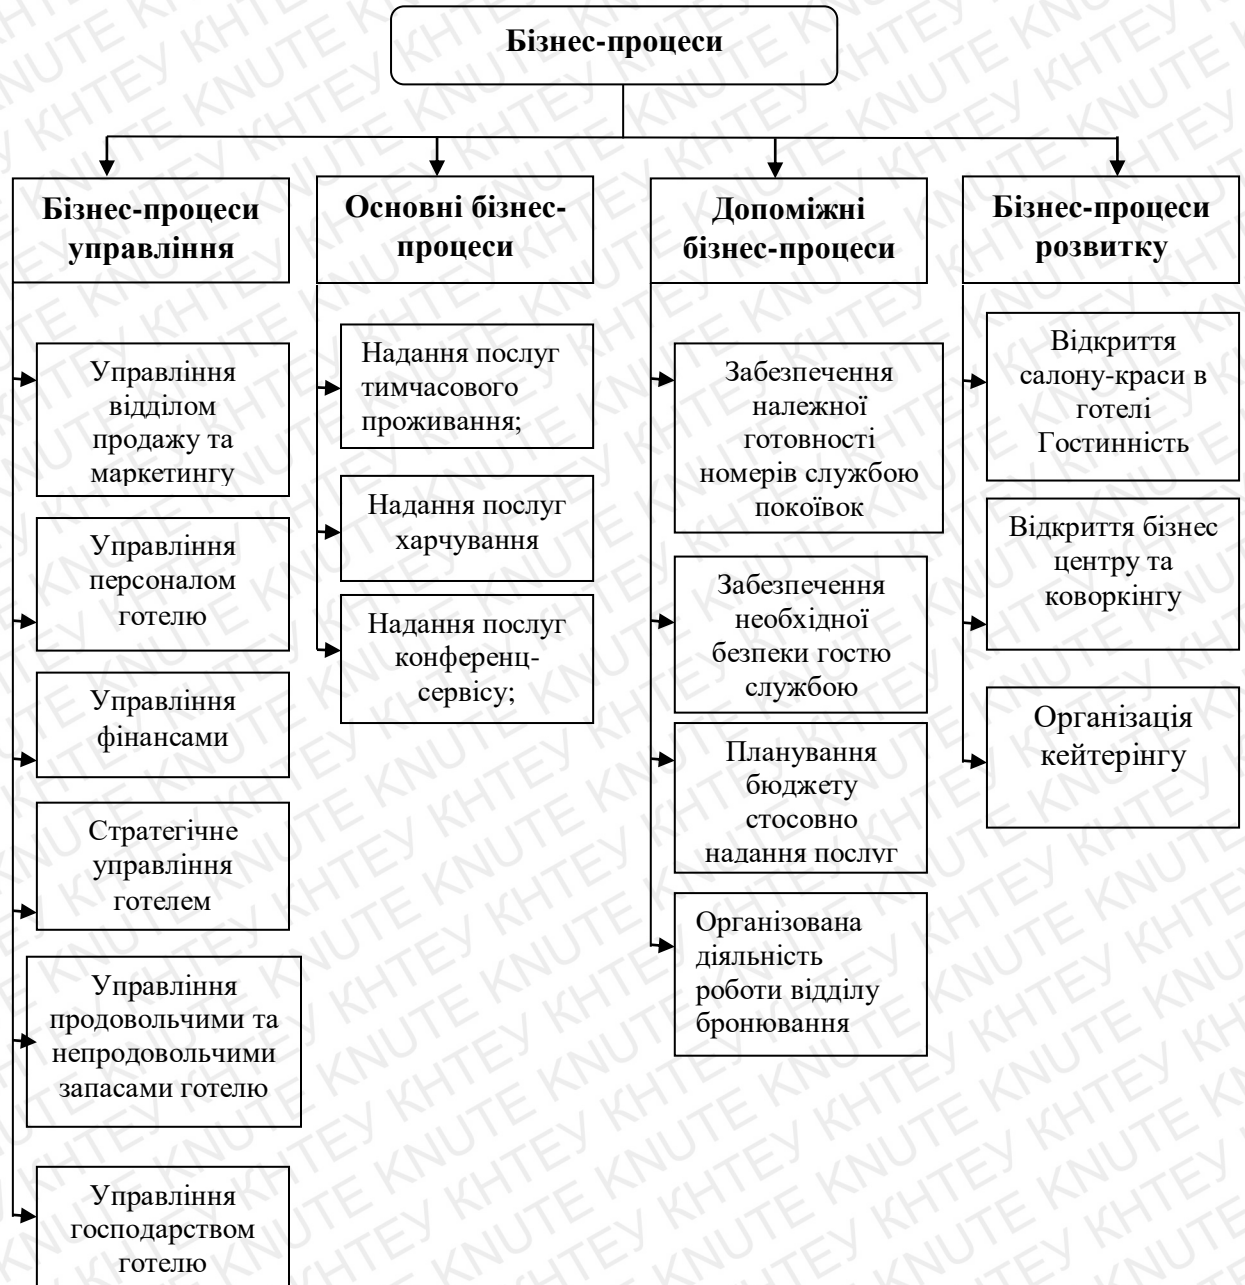 Бізнес-процеси
Бізнес-процеси
управління
Основні бізнес-
процеси
Допоміжні
бізнес-процеси
Бізнес-процеси
розвитку
Управління
відділом
продажу та
маркетингу
Управління
персоналом
готелю
Управління
фінансами
Стратегічне
управління
готелем
Управління
продовольчими та
непродовольчими
запасами готелю
Управління
господарством
готелю
Надання послуг
тимчасового
проживання;
Надання послуг
харчування
Надання послуг
конференц-
сервісу;
Забезпечення
належної
готовності
номерів службою
покоївок
Забезпечення
необхідної
безпеки гостю
службою
Планування
бюджету
стосовно
надання послуг
Організована
діяльність
роботи відділу
бронювання
Відкриття
салону-краси в
готелі
Гостинність
Відкриття бізнес
центру та
коворкінгу
Організація
кейтерінгу